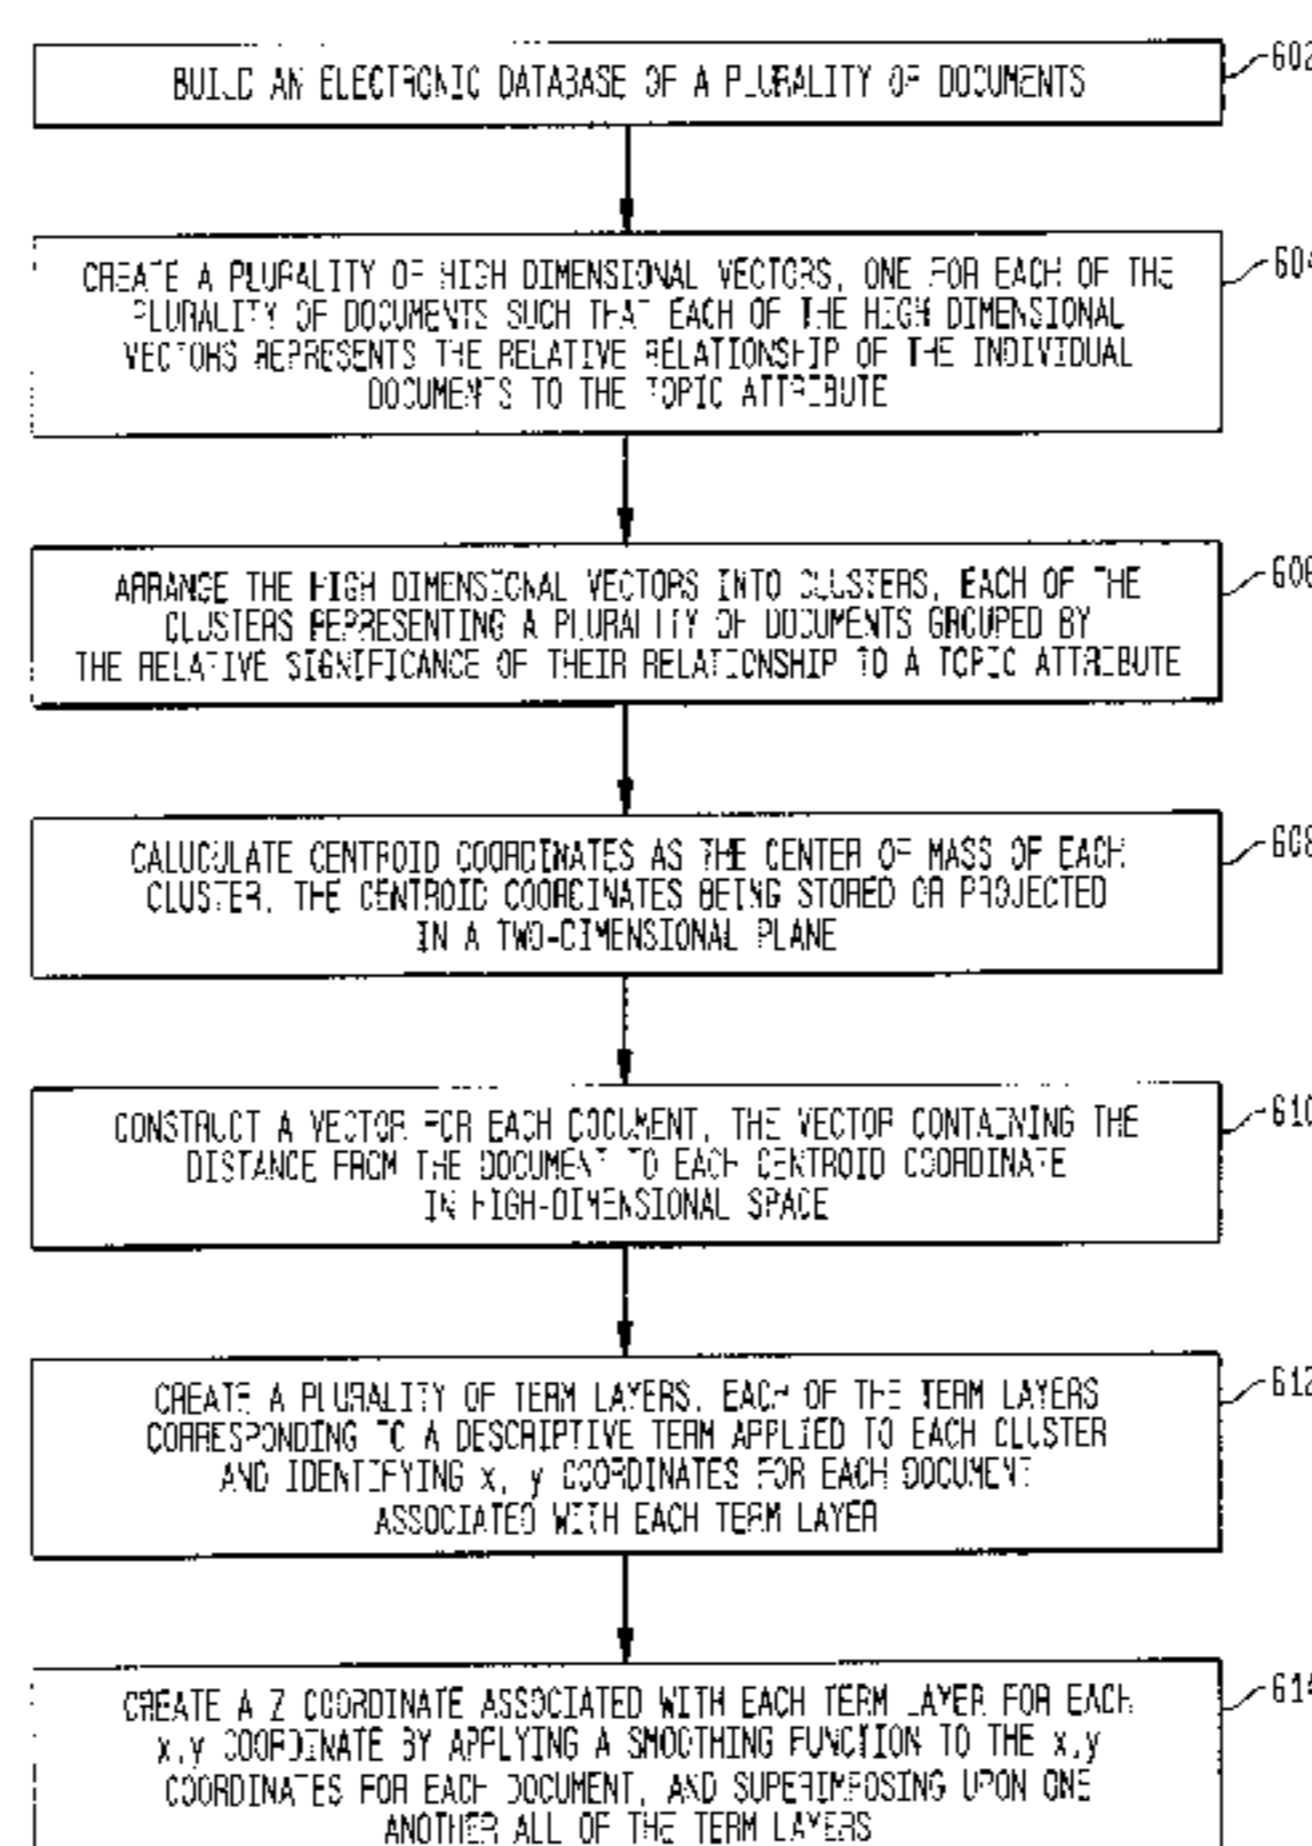 BUILD AN ELECTRONIC DATABASE OF A PLURALITY OF DOCUMENTS
602
CREATE A PLURALITY OF HIGH DIMENSIONAL VECTORS, ONE FOR EACH OF THE
PLURALITY OF DOCUMENTS SUCH THAT EACH OF THE HIGH DIMENSIONAL
VECTORS REPRESENTS THE RELATIVE RELATIONSHIP OF THE INDIVIDUAL
DOCUMENTS TO THE TOPIC ATTRIBUTE
604
ARRANGE THE HIGH DIMENSIONAL VECTORS INTO CLUSTERS, EACH OF THE
CLUSTERS REPRESENTING A PLURALITY OF DOCUMENTS GROUPED BY
THE RELATIVE SIGNIFICANCE OF THEIR RELATIONSHIP TO A TOPIC ATTRIBUTE
606
CALUCULATE CENTROID COORDINATES AS THE CENTER OF MASS OF EACH
CLUSTER, THE CENTROID COORDINATES BEING STORED OR PROJECTED
IN A TWO-DIMENSIONAL PLANE
608
CONSTRUCT A VECTOR FOR EACH DOCUMENT, THE VECTOR CONTAINING THE
DISTANCE FROM THE DOCUMENT TO EACH CENTROID COORDINATE
IN HIGH-DIMENSIONAL SPACE
610
CREATE A PLURALITY OF TERM LAYERS, EACH OF THE TERM LAYERS
CORRESPONDING TO A DESCRIPTIVE TERM APPLIED TO EACH CLUSTER
AND IDENTIFYING x, y COORDINATES FOR EACH DOCUMENT
ASSOCIATED WITH EACH TERM LAYER
612
CREATE A Z COORDINATE ASSOCIATED WITH EACH TERM LAYER FOR EACH
x,y COORDINATE BY APPLYING A SMOOTHING FUNCTION TO THE x,y
COORDINATES FOR EACH DOCUMENT, AND SUPERIMPOSING UPON ONE
ANOTHER ALL OF THE TERM LAYERS
614